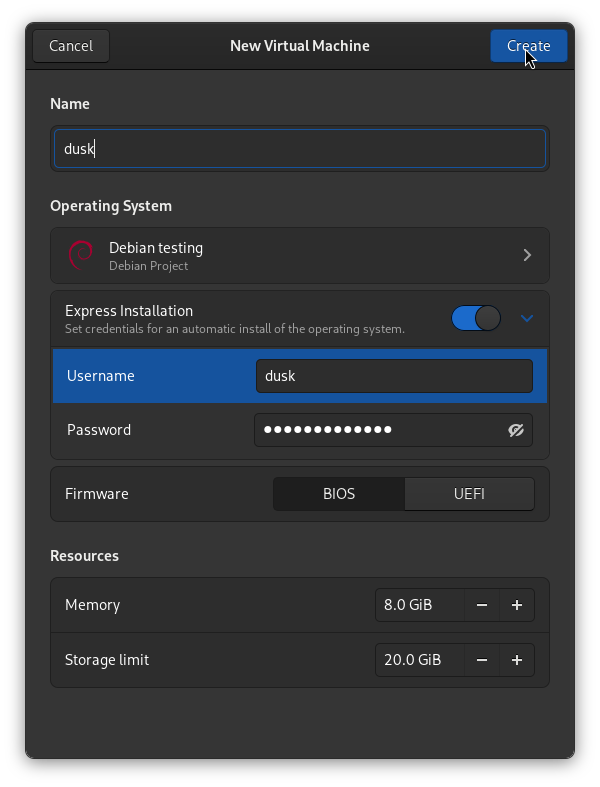 Cancel
New Virtual Machine
Create
Name
dusk
Operating System
Debian testing
Debian Project
Express Installation
Set credentials for an automatic install of the operating system.
Username
dusk
Password
●●●●●●●●●●●●●
Firmware
BIOS
UEFI
Resources
Memory
8.0 GiB
Storage limit
20.0 GiB